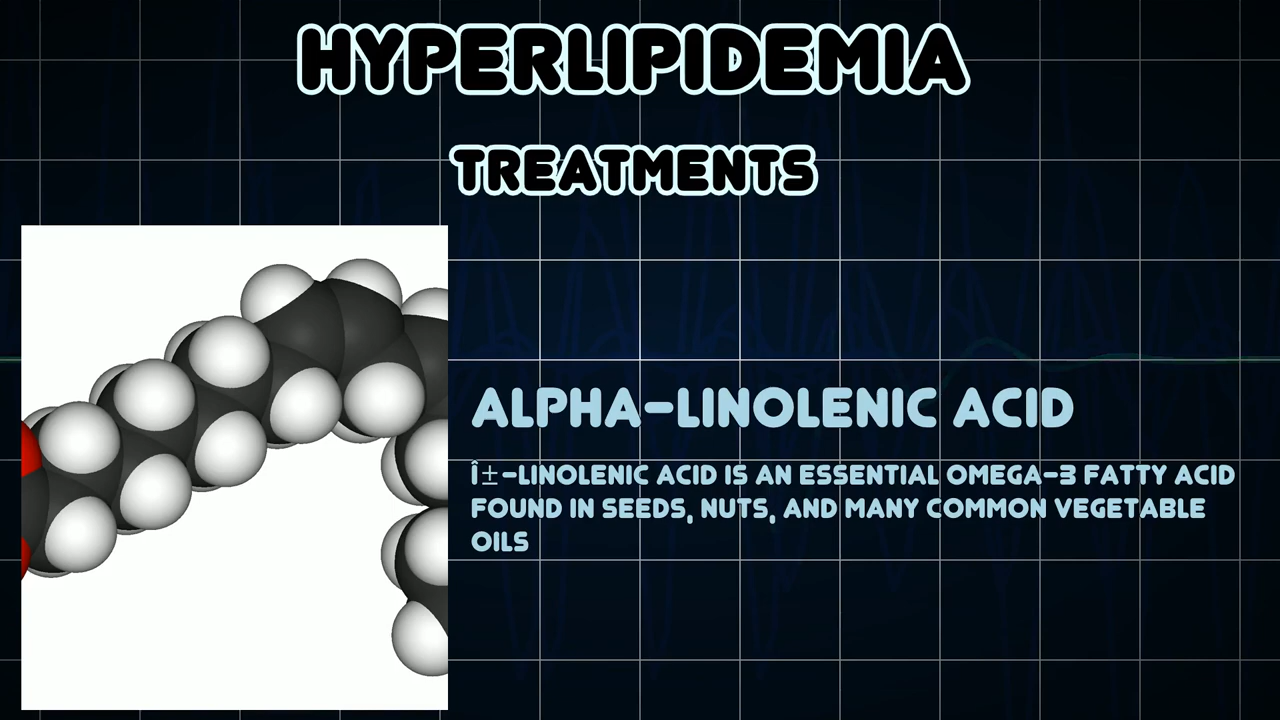 HYPERLIPIDEMIA
TREATMENTS
ALPHA-LINOLENIC ACID
Î±-LINOLENIC ACID IS AN ESSENTIAL OMEGA-3 FATTY ACID
FOUND IN SEEDS, NUTS, AND MANY COMMON VEGETABLE
OILS